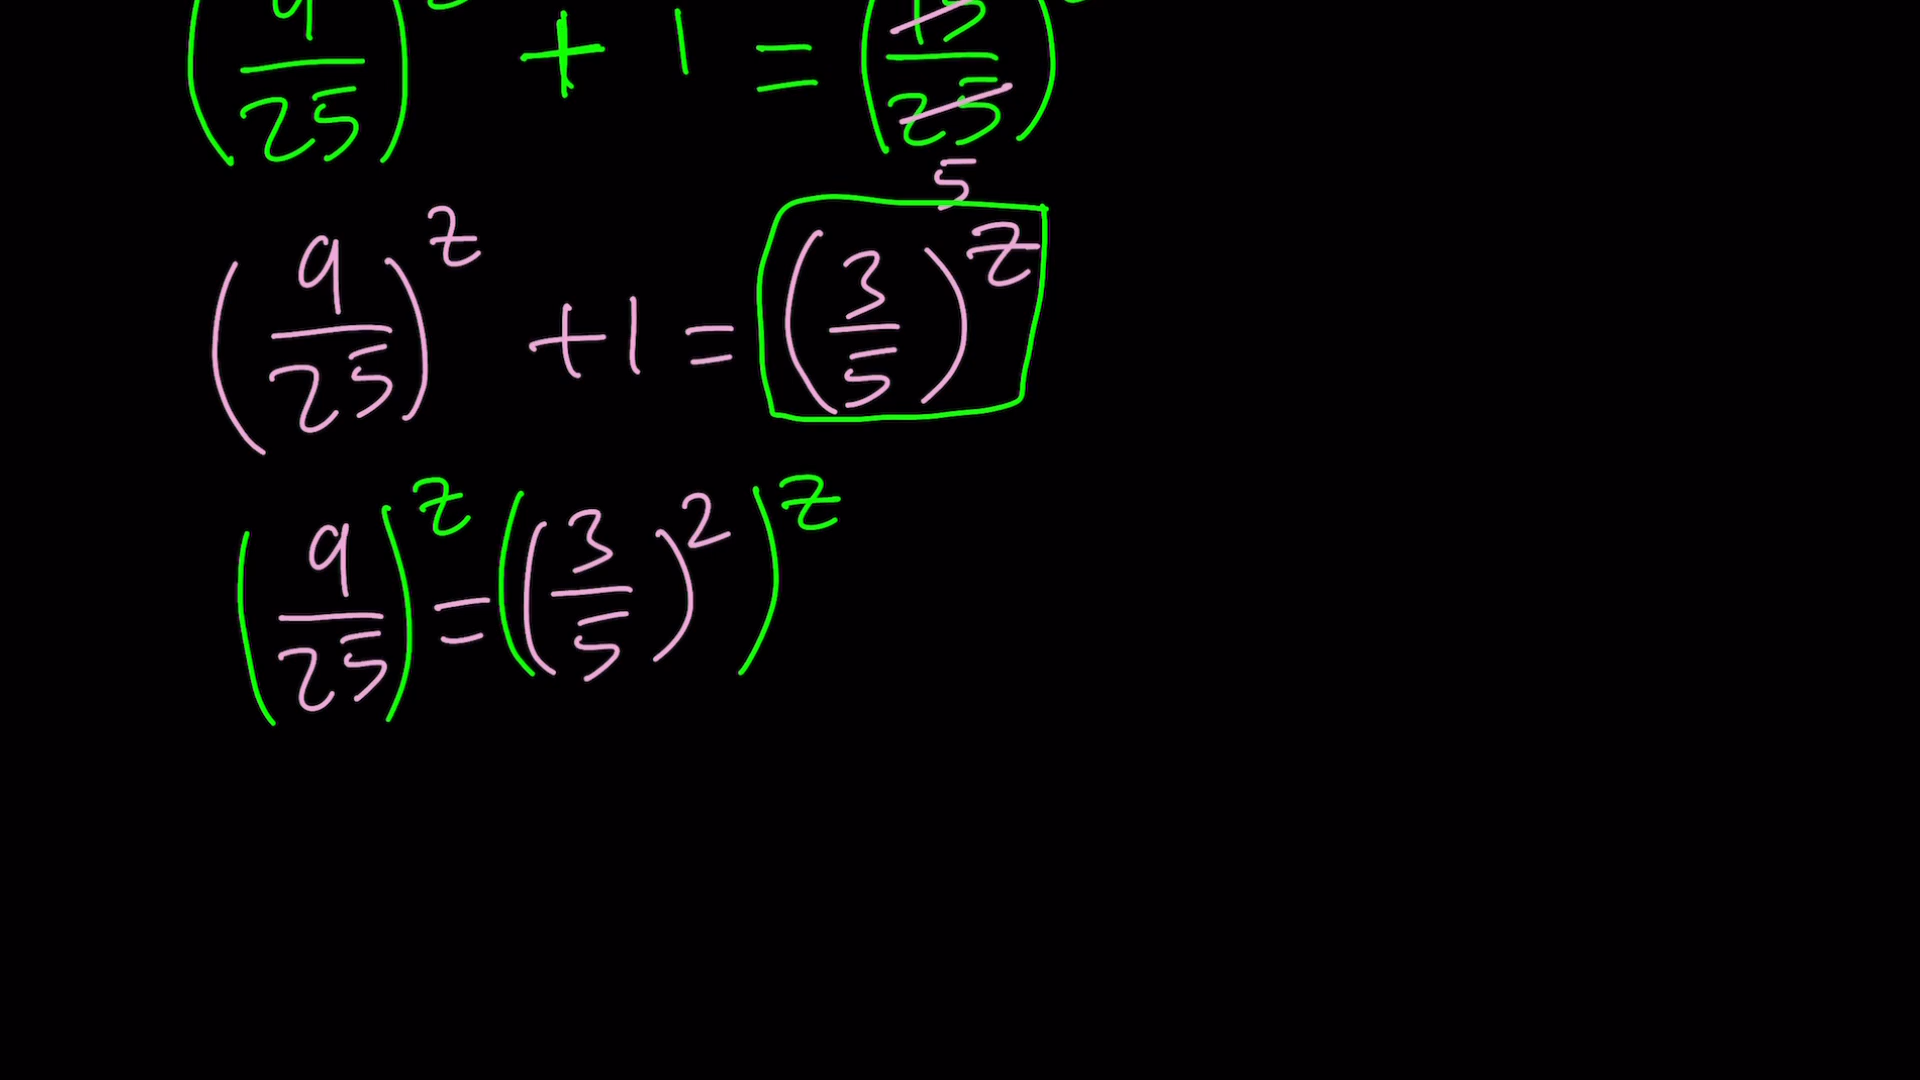 (9/25)^z + 1 = (15/25)^z
5
(9/25)^z + 1 = (3/5)^z
(9/25)^z = ((3/5)^2)^z